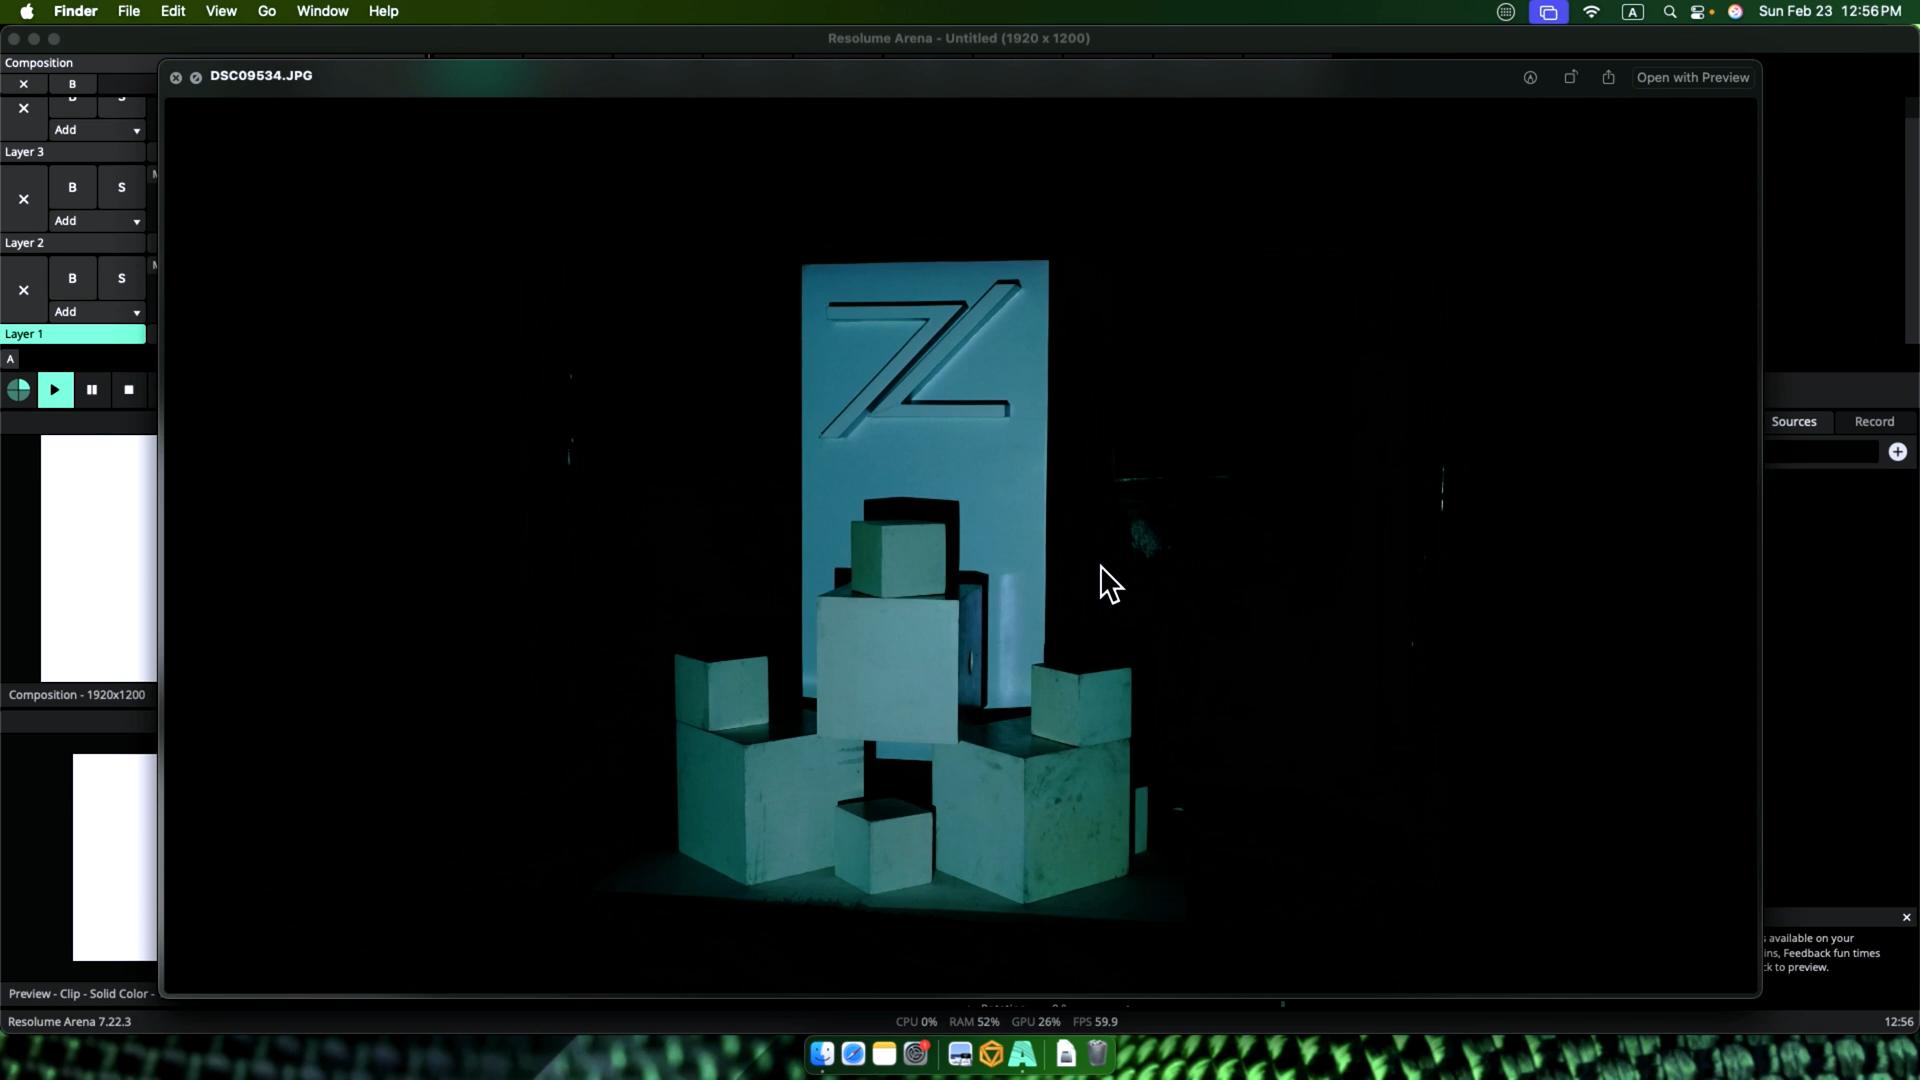 Finder File Edit View Go Window Help
A
Sun Feb 23 12:56 PM
Resolume Arena - Untitled (1920 x 1200)
Composition
DSC09534.JPG
Open with Preview
B
Add
Layer 3
B S
Add
Layer 2
B S
Add
Layer 1
A
Sources Record
Composition - 1920x1200
s available on your
ins, Feedback fun times
ck to preview.
Preview - Clip - Solid Color -
Resolume Arena 7.22.3
CPU 0% RAM 52% GPU 26% FPS 59.9
12:56